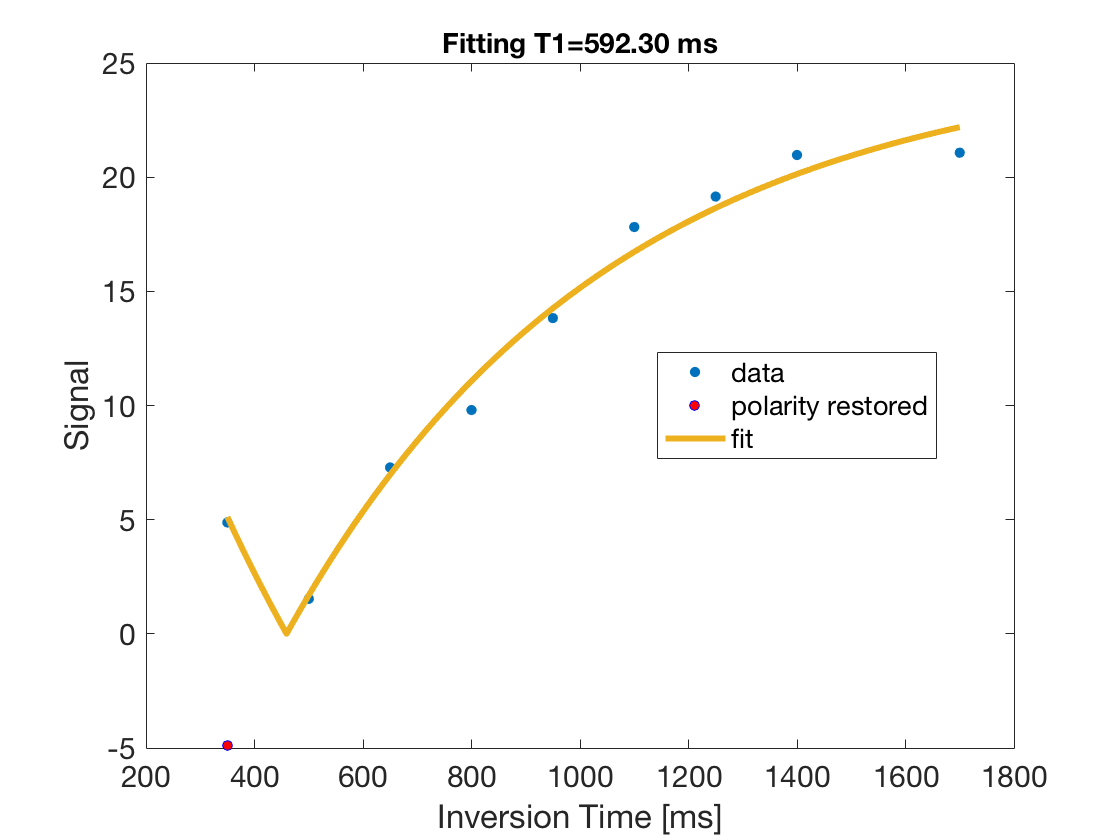 Fitting T1=592.30 ms
25
20
15
10
5
0
-5
Signal
data
polarity restored
fit
200 400 600 800 1000 1200 1400 1600 1800
Inversion Time [ms]